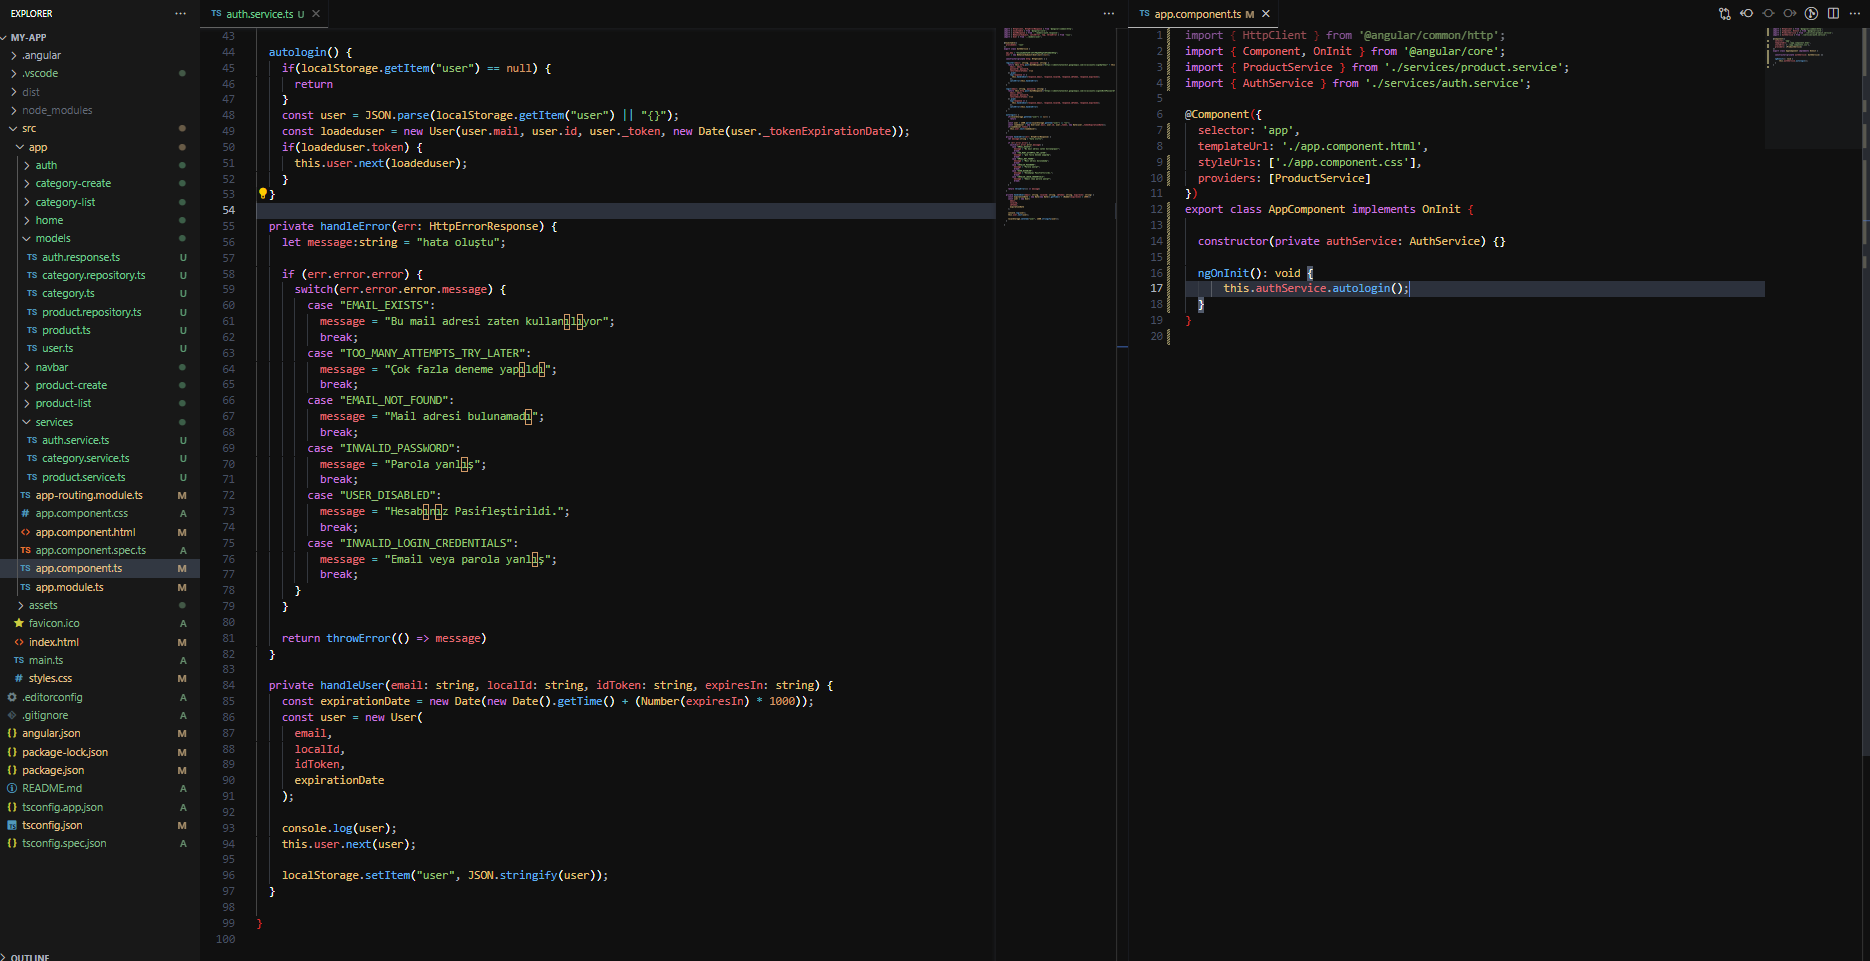 EXPLORER
MY-APP
.angular
.vscode
dist
node_modules
src
app
auth
category-create
category-list
home
models
TS auth.response.ts U
TS category.repository.ts U
TS category.ts U
TS product.repository.ts U
TS product.ts U
TS user.ts U
navbar
product-create
product-list
services
TS auth.service.ts U
TS category.service.ts U
TS product.service.ts U
TS app-routing.module.ts M
# app.component.css A
<> app.component.html M
TS app.component.spec.ts A
TS app.component.ts M
TS app.module.ts M
assets
favicon.ico A
<> index.html M
TS main.ts A
# styles.css M
.editorconfig A
.gitignore A
{} angular.json M
{} package-lock.json M
{} package.json M
README.md A
{} tsconfig.app.json A
tsconfig.json M
{} tsconfig.spec.json A
OUTLINE
TS auth.service.ts U
43
44 autologin() {
45 if(localStorage.getItem("user") == null) {
46 return
47 }
48 const user = JSON.parse(localStorage.getItem("user") || "{}");
49 const loadeduser = new User(user.mail, user.id, user._token, new Date(user._tokenExpirationDate));
50 if(loadeduser.token) {
51 this.user.next(loadeduser);
52 }
53 }
54
55 private handleError(err: HttpErrorResponse) {
56 let message:string = "hata oluştu";
57
58 if (err.error.error) {
59 switch(err.error.error.message) {
60 case "EMAIL_EXISTS":
61 message = "Bu mail adresi zaten kullanılıyor";
62 break;
63 case "TOO_MANY_ATTEMPTS_TRY_LATER":
64 message = "Çok fazla deneme yapıldı";
65 break;
66 case "EMAIL_NOT_FOUND":
67 message = "Mail adresi bulunamadı";
68 break;
69 case "INVALID_PASSWORD":
70 message = "Parola yanlış";
71 break;
72 case "USER_DISABLED":
73 message = "Hesabınız Pasifleştirildi.";
74 break;
75 case "INVALID_LOGIN_CREDENTIALS":
76 message = "Email veya parola yanlış";
77 break;
78 }
79 }
80
81 return throwError(() => message)
82 }
83
84 private handleUser(email: string, localId: string, idToken: string, expiresIn: string) {
85 const expirationDate = new Date(new Date().getTime() + (Number(expiresIn) * 1000));
86 const user = new User(
87 email,
88 localId,
89 idToken,
90 expirationDate
91 );
92
93 console.log(user);
94 this.user.next(user);
95
96 localStorage.setItem("user", JSON.stringify(user));
97 }
98
99 }
100
TS app.component.ts M
1 import { HttpClient } from '@angular/common/http';
2 import { Component, OnInit } from '@angular/core';
3 import { ProductService } from './services/product.service';
4 import { AuthService } from './services/auth.service';
5
6 @Component({
7 selector: 'app',
8 templateUrl: './app.component.html',
9 styleUrls: ['./app.component.css'],
10 providers: [ProductService]
11 })
12 export class AppComponent implements OnInit {
13
14 constructor(private authService: AuthService) {}
15
16 ngOnInit(): void {
17 this.authService.autologin();
18 }
19 }
20